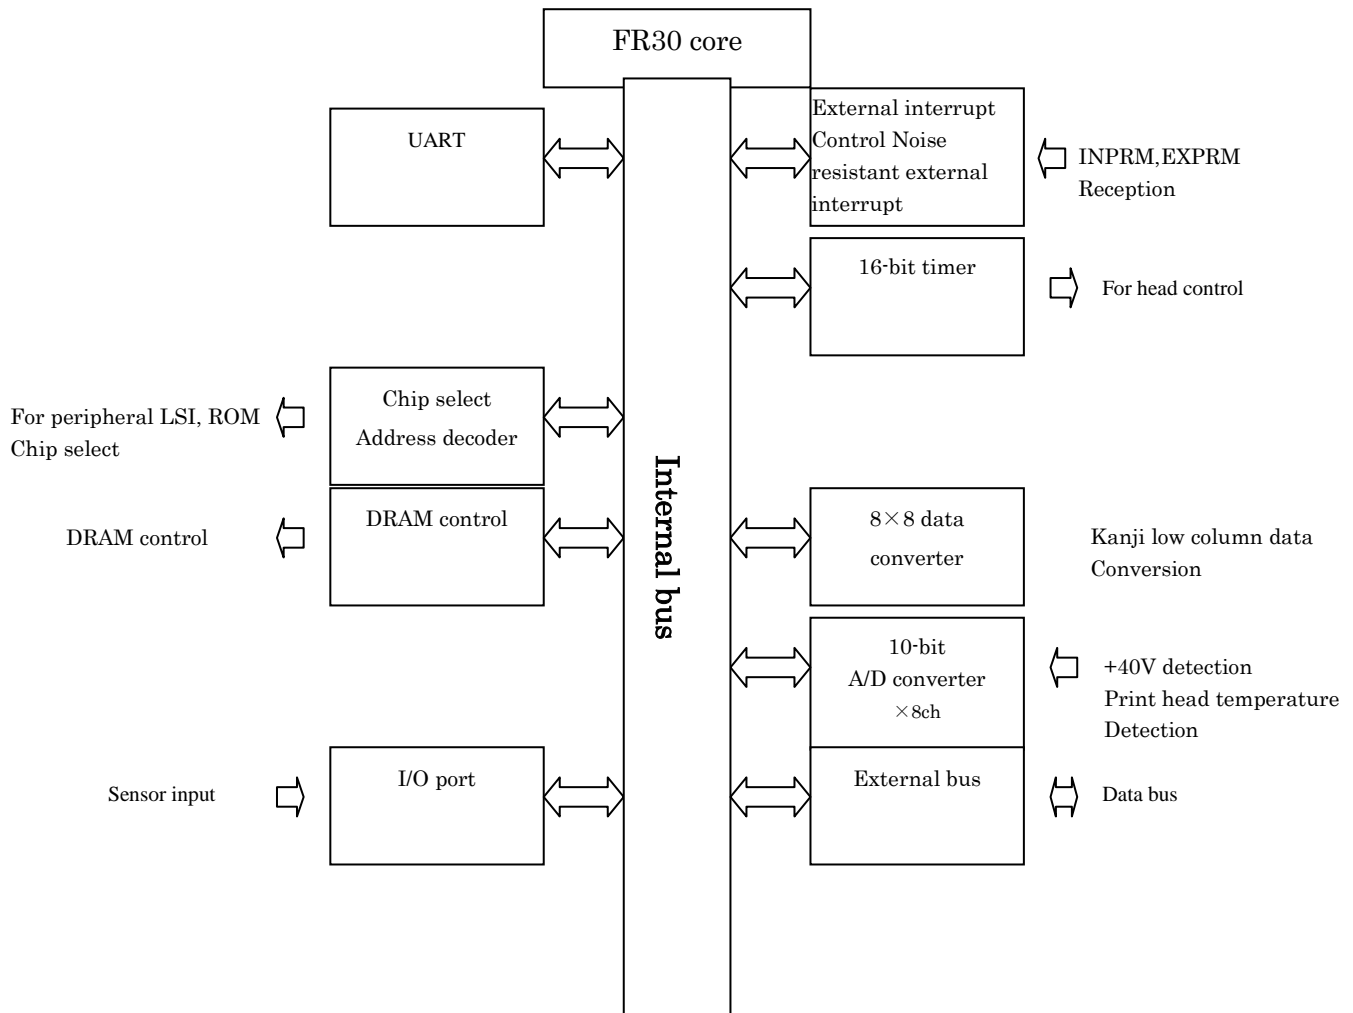 FR30 core
UART
External interrupt
Control Noise
resistant external
interrupt
INPRM,EXPRM
Reception
16-bit timer
For head control
For peripheral LSI, ROM
Chip select
Chip select
Address decoder
Internal bus
DRAM control
DRAM control
8×8 data
converter
Kanji low column data
Conversion
10-bit
A/D converter
×8ch
+40V detection
Print head temperature
Detection
Sensor input
I/O port
External bus
Data bus